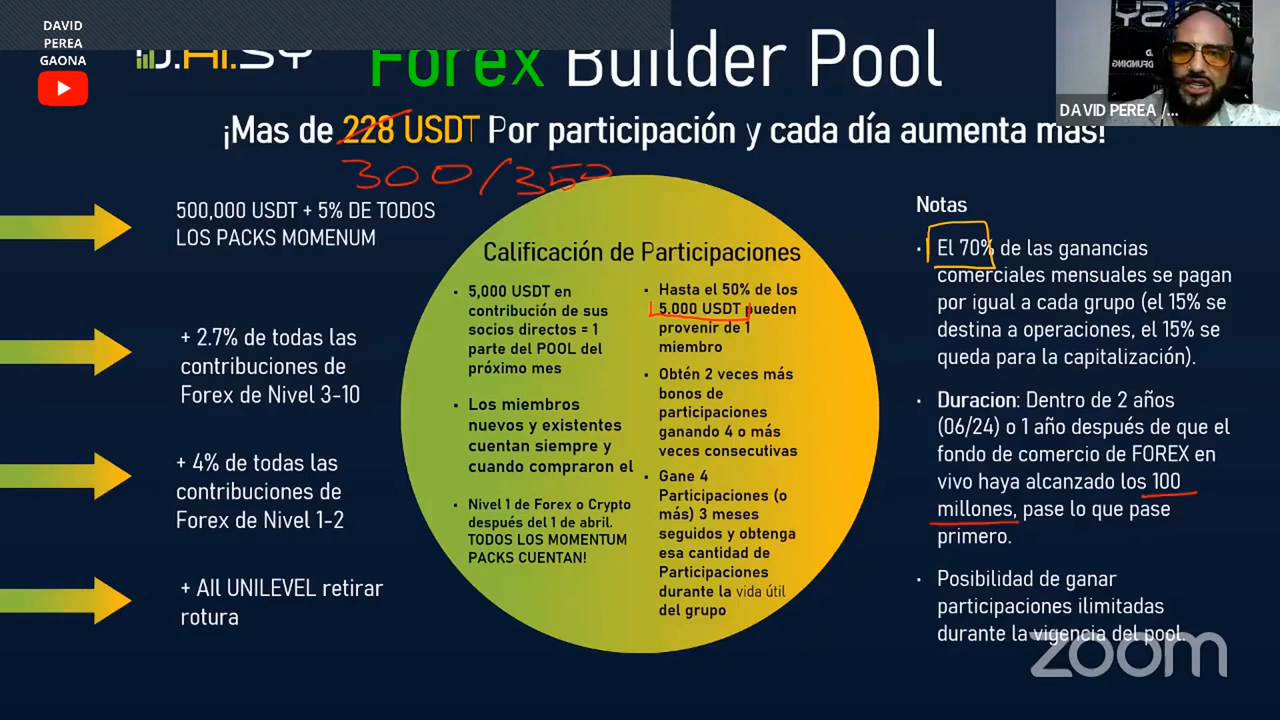 DAVID
PEREA
GAONA
Forex Builder Pool
DAVID PEREA /...
¡Mas de 228 USDT Por participación y cada día aumenta más!
300/350
500,000 USDT + 5% DE TODOS
LOS PACKS MOMENUM
+ 2.7% de todas las
contribuciones de
Forex de Nivel 3-10
+ 4% de todas las
contribuciones de
Forex de Nivel 1-2
+ All UNILEVEL retirar
rotura
Calificación de Participaciones
• 5,000 USDT en
contribución de sus
socios directos = 1
parte del POOL del
próximo mes
• Los miembros
nuevos y existentes
cuentan siempre y
cuando compraron el
• Nivel 1 de Forex o Crypto
después del 1 de abril.
TODOS LOS MOMENTUM
PACKS CUENTAN!
• Hasta el 50% de los
5.000 USDT pueden
provenir de 1
miembro
• Obtén 2 veces más
bonos de
participaciones
ganando 4 o más
veces consecutivas
• Gane 4
Participaciones (o
más) 3 meses
seguidos y obtenga
esa cantidad de
Participaciones
durante la vida útil
del grupo
Notas
• El 70% de las ganancias
comerciales mensuales se pagan
por igual a cada grupo (el 15% se
destina a operaciones, el 15% se
queda para la capitalización).
• Duracion: Dentro de 2 años
(06/24) o 1 año después de que el
fondo de comercio de FOREX en
vivo haya alcanzado los 100
millones, pase lo que pase
primero.
• Posibilidad de ganar
participaciones ilimitadas
durante la vigencia del pool.
zoom